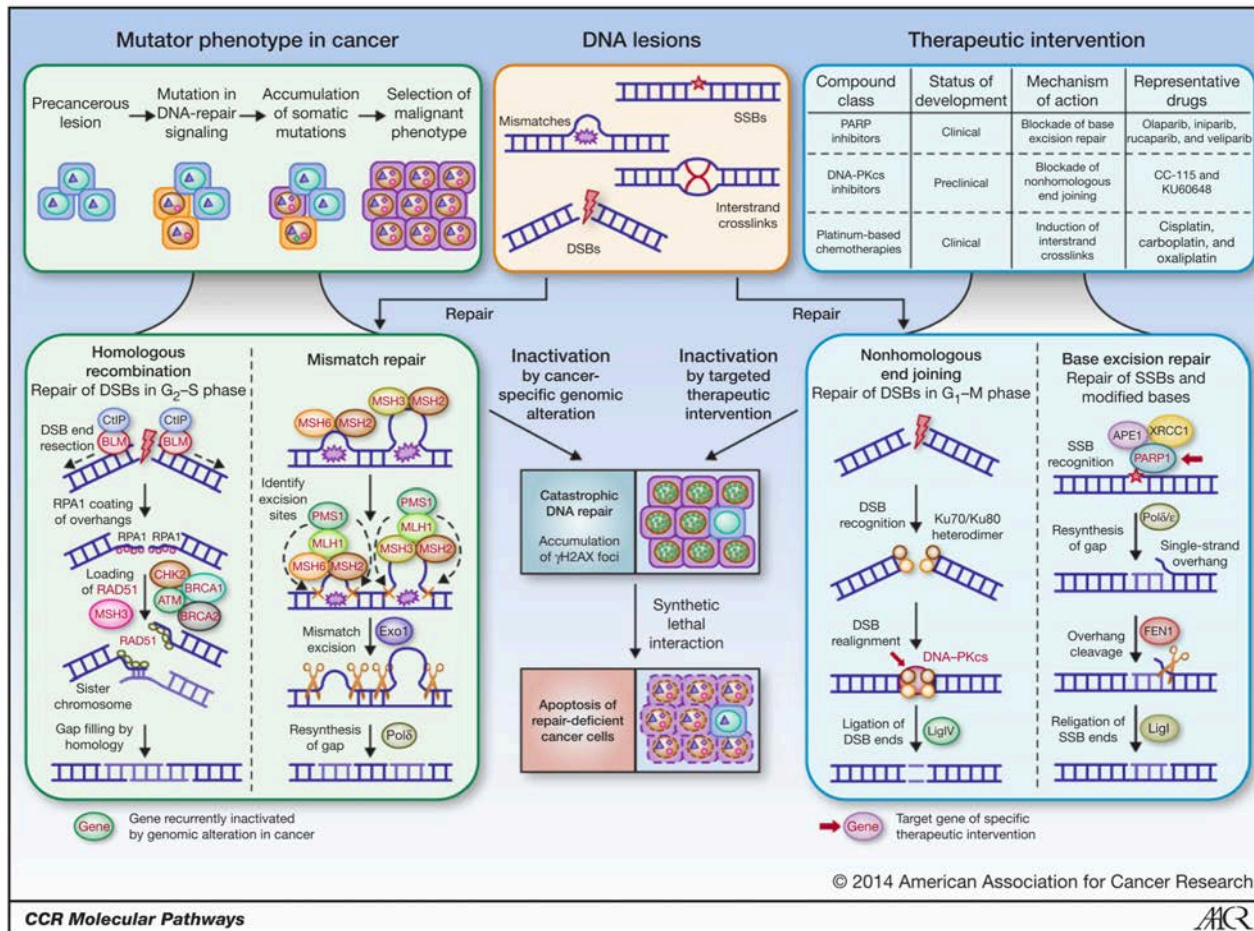 Mutator phenotype in cancer
Precancerous
lesion
Mutation in
DNA-repair
signaling
Accumulation
of somatic
mutations
Selection of
malignant
phenotype
DNA lesions
Mismatches
SSBs
Interstrand
crosslinks
DSBs
Therapeutic intervention
Compound
class
Status of
development
Mechanism
of action
Representative
drugs
PARP
inhibitors
Clinical
Blockade of base
excision repair
Olaparib, iniparib,
rucaparib, and veliparib
DNA-PKcs
inhibitors
Preclinical
Blockade of
nonhomologous
end joining
CC-115 and
KU60648
Platinum-based
chemotherapies
Clinical
Induction of
interstrand
crosslinks
Cisplatin,
carboplatin, and
oxaliplatin
Repair
Repair
Homologous
recombination
Repair of DSBs in G₂–S phase
CtIP
CtIP
DSB end
resection
BLM
BLM
RPA1 coating
of overhangs
RPA1 RPA1
Loading
of RAD51
CHK2
BRCA1
ATM
BRCA2
MSH3
RAD51
Sister
chromosome
Gap filling by
homology
Mismatch repair
MSH3
MSH2
MSH6
MSH2
Identify
excision
sites
PMS1
PMS1
MLH1
MLH1
MSH3
MSH2
MSH6
MSH2
Mismatch
excision
Exo1
Resynthesis
of gap
Polδ
Inactivation
by cancer-
specific genomic
alteration
Inactivation
by targeted
therapeutic
intervention
Catastrophic
DNA repair
Accumulation
of γH2AX foci
Synthetic
lethal
interaction
Apoptosis of
repair-deficient
cancer cells
Nonhomologous
end joining
Repair of DSBs in G₁–M phase
DSB
recognition
Ku70/Ku80
heterodimer
DSB
realignment
DNA–PKcs
Ligation of
DSB ends
LigIV
Base excision repair
Repair of SSBs and
modified bases
APE1
XRCC1
SSB
recognition
PARP1
Resynthesis
of gap
Polδ/ε
Single-strand
overhang
Overhang
cleavage
FEN1
Religation of
SSB ends
LigI
Gene
Gene recurrently inactivated
by genomic alteration in cancer
Gene
Target gene of specific
therapeutic intervention
© 2014 American Association for Cancer Research
CCR Molecular Pathways
AACR